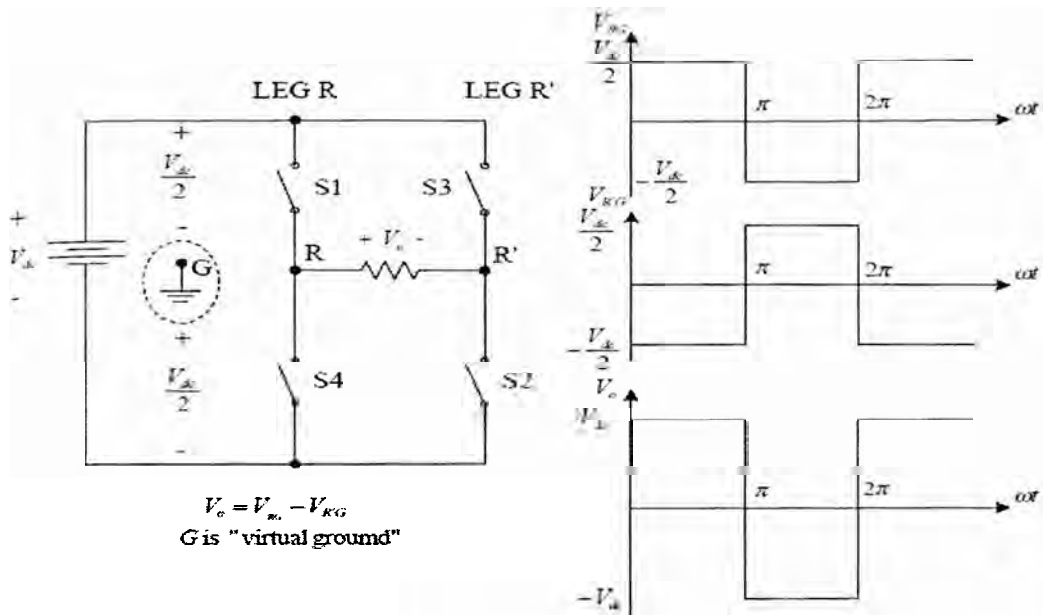 LEG R
LEG R'
+
V_dc/2
-
S1
S3
+
V_dc
-
G
R
+ V_o -
R'
+
V_dc/2
-
S4
S2
V_o = V_RG - V_R'G
G is "virtual ground"
V_RG
V_dc/2
π
2π
ωt
-V_dc/2
V_R'G
V_dc/2
π
2π
ωt
-V_dc/2
V_o
V_dc
π
2π
ωt
-V_dc